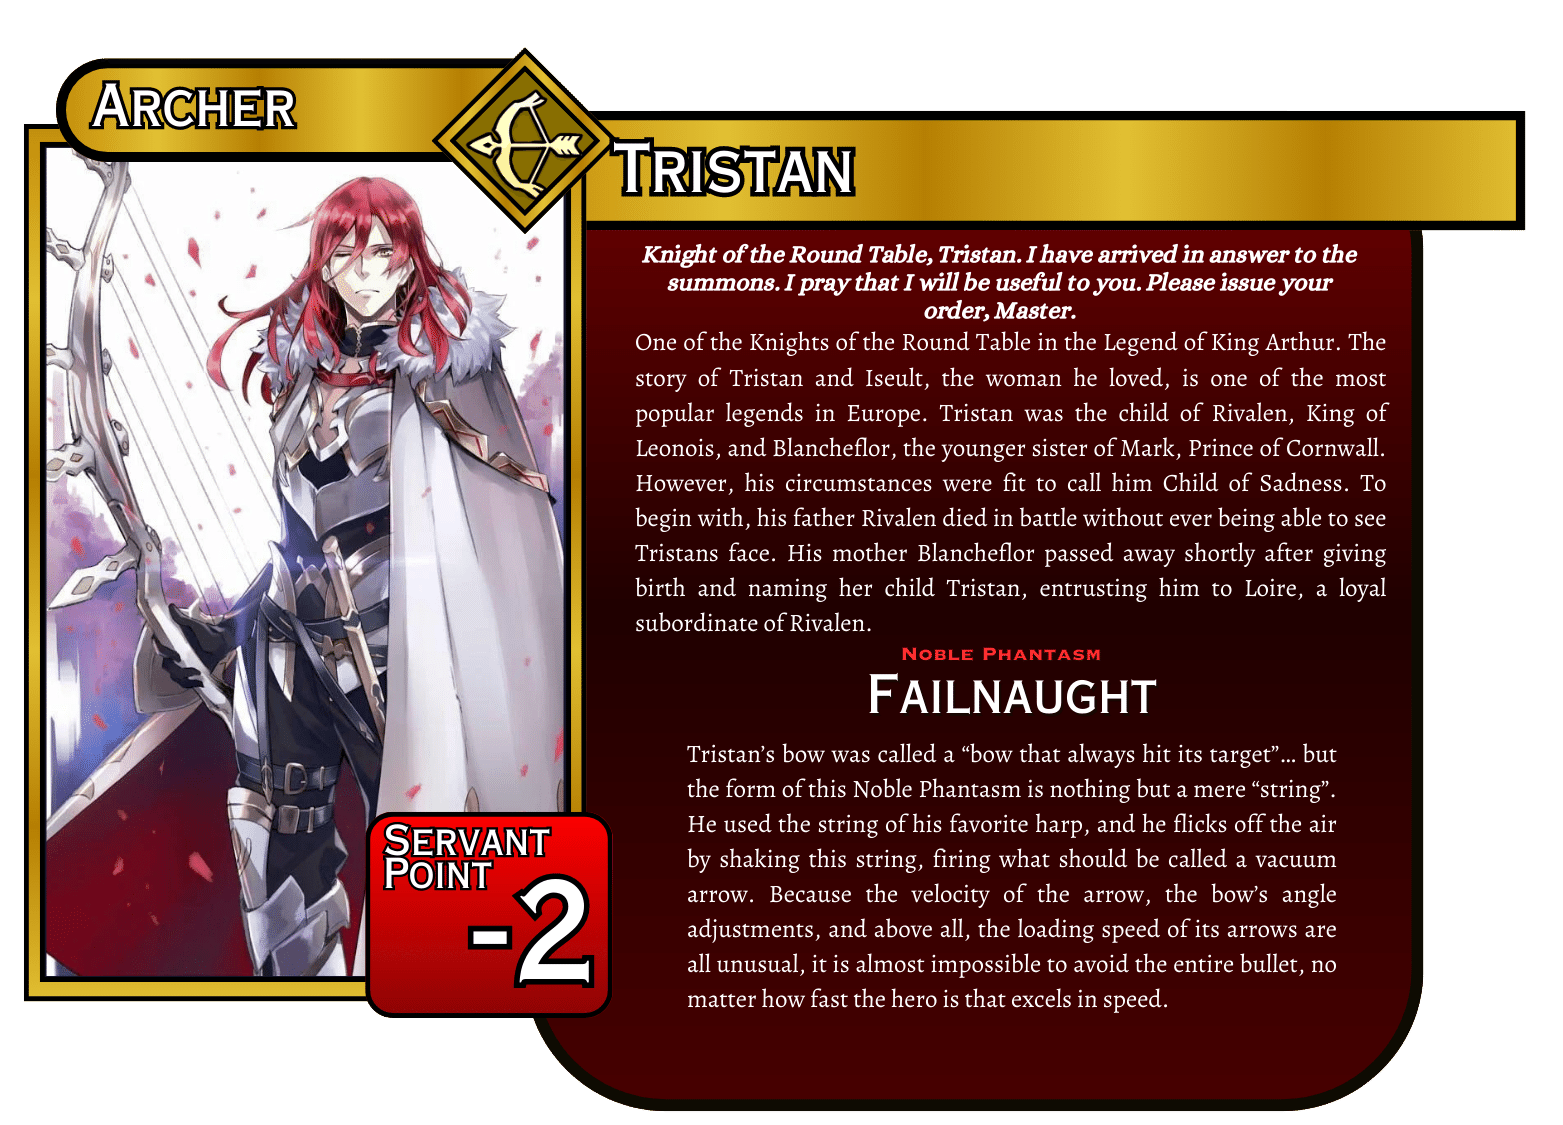 ARCHER
TRISTAN
Knight of the Round Table, Tristan. I have arrived in answer to the
summons. I pray that I will be useful to you. Please issue your
order, Master.
One of the Knights of the Round Table in the Legend of King Arthur. The
story of Tristan and Iseult, the woman he loved, is one of the most
popular legends in Europe. Tristan was the child of Rivalen, King of
Leonois, and Blancheflor, the younger sister of Mark, Prince of Cornwall.
However, his circumstances were fit to call him Child of Sadness. To
begin with, his father Rivalen died in battle without ever being able to see
Tristans face. His mother Blancheflor passed away shortly after giving
birth and naming her child Tristan, entrusting him to Loire, a loyal
subordinate of Rivalen.
NOBLE PHANTASM
FAILNAUGHT
Tristan’s bow was called a “bow that always hit its target”... but
the form of this Noble Phantasm is nothing but a mere “string”.
He used the string of his favorite harp, and he flicks off the air
by shaking this string, firing what should be called a vacuum
arrow. Because the velocity of the arrow, the bow’s angle
adjustments, and above all, the loading speed of its arrows are
all unusual, it is almost impossible to avoid the entire bullet, no
matter how fast the hero is that excels in speed.
SERVANT
POINT
-2